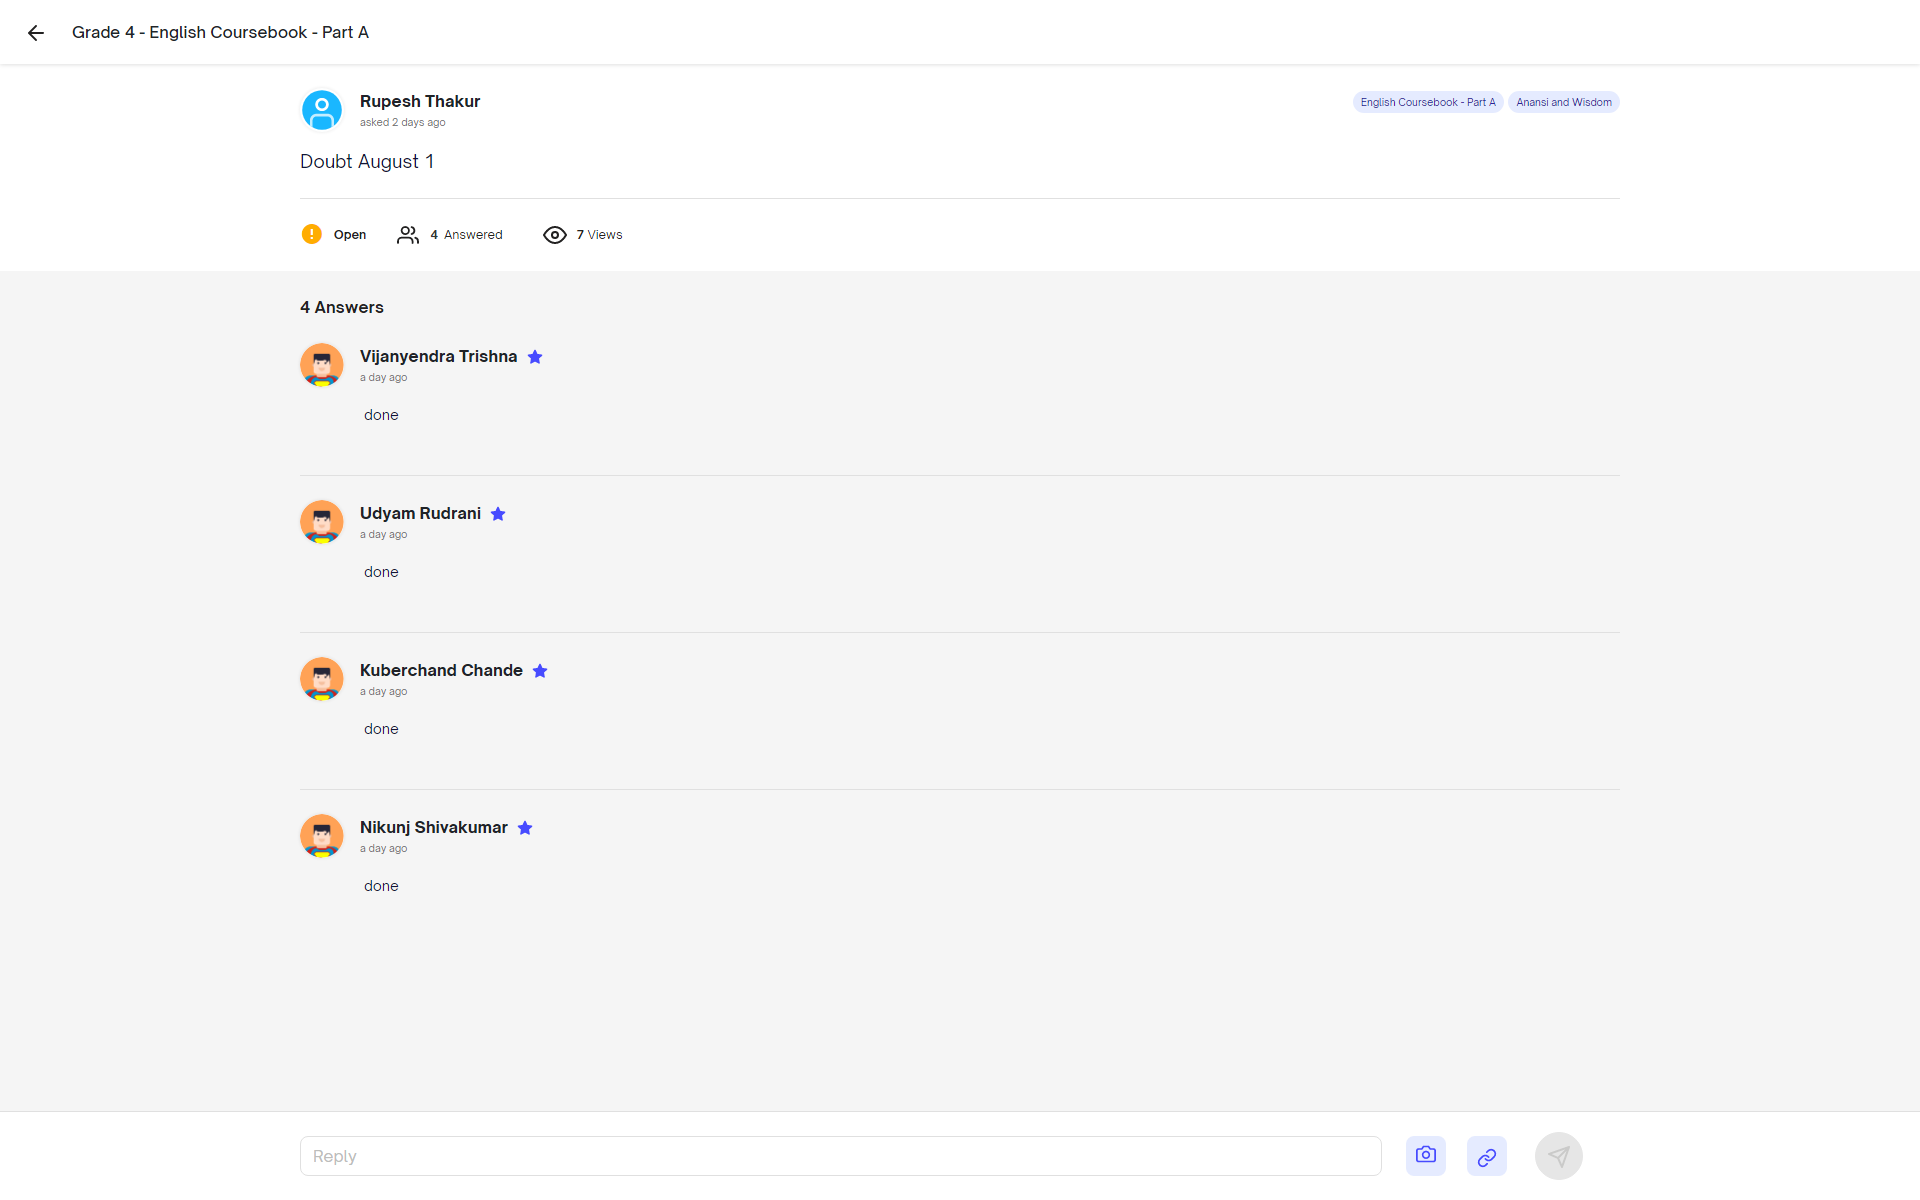 Grade 4 - English Coursebook - Part A
Rupesh Thakur
asked 2 days ago
English Coursebook - Part A
Anansi and Wisdom
Doubt August 1
Open
4 Answered
7 Views
4 Answers
Vijanyendra Trishna
a day ago
done
Udyam Rudrani
a day ago
done
Kuberchand Chande
a day ago
done
Nikunj Shivakumar
a day ago
done
Reply